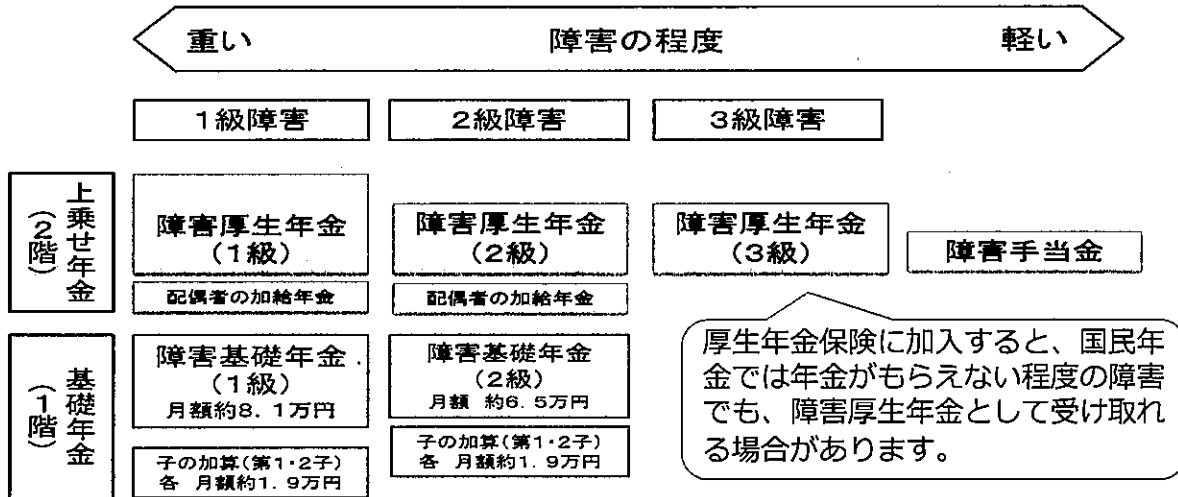 重い 障害の程度 軽い
1級障害 2級障害 3級障害
上乗せ年金
(2階)
障害厚生年金
(1級)
障害厚生年金
(2級)
障害厚生年金
(3級)
障害手当金
配偶者の加給年金
配偶者の加給年金
基礎年金
(1階)
障害基礎年金
(1級)
月額約8.1万円
障害基礎年金
(2級)
月額 約6.5万円
子の加算(第1・2子)
各 月額約1.9万円
子の加算(第1・2子)
各 月額約1.9万円
厚生年金保険に加入すると、国民年
金では年金がもらえない程度の障害
でも、障害厚生年金として受け取れ
る場合があります。